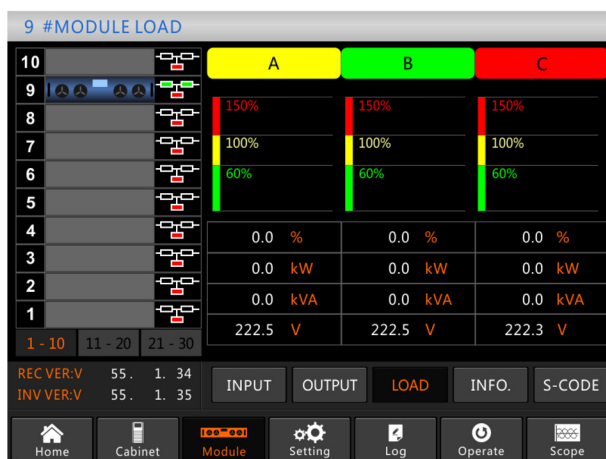 9 #MODULE LOAD
10
9
8
7
6
5
4
3
2
1
1 - 10 11 - 20 21 - 30
REC VER:V 55. 1. 34
INV VER:V 55. 1. 35
A B C
150% 150% 150%
100% 100% 100%
60% 60% 60%
0.0 % 0.0 % 0.0 %
0.0 kW 0.0 kW 0.0 kW
0.0 kVA 0.0 kVA 0.0 kVA
222.5 V 222.5 V 222.3 V
INPUT OUTPUT LOAD INFO. S-CODE
Home Cabinet Module Setting Log Operate Scope